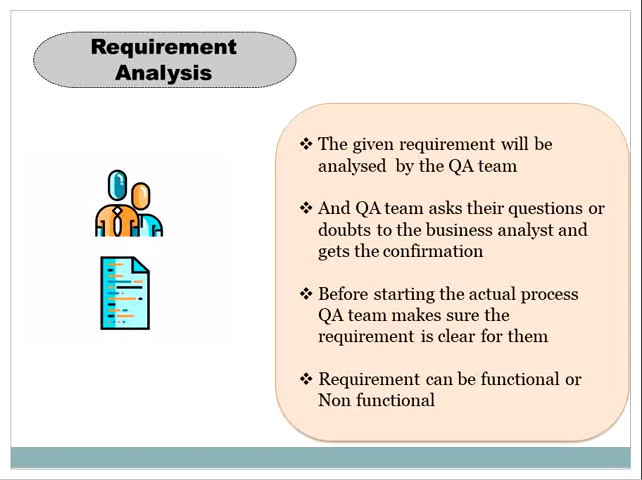 Requirement
Analysis
❖ The given requirement will be
analysed by the QA team
❖ And QA team asks their questions or
doubts to the business analyst and
gets the confirmation
❖ Before starting the actual process
QA team makes sure the
requirement is clear for them
❖ Requirement can be functional or
Non functional